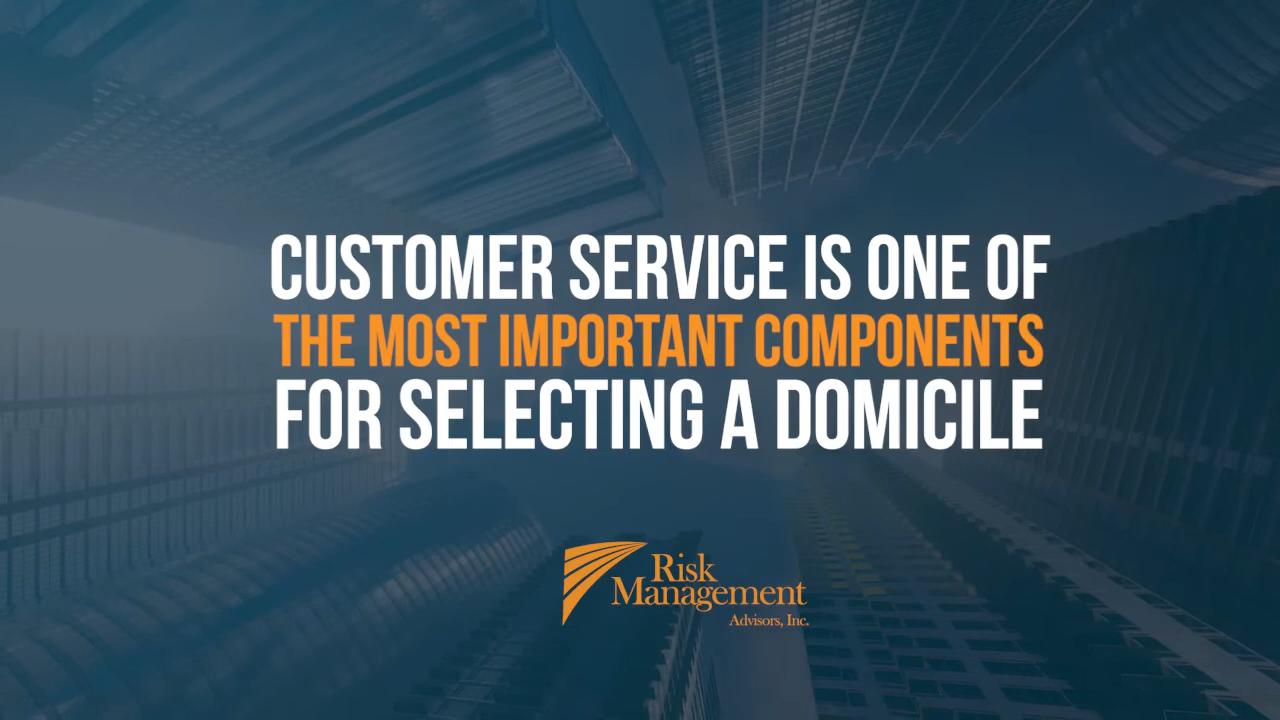 CUSTOMER SERVICE IS ONE OF
THE MOST IMPORTANT COMPONENTS
FOR SELECTING A DOMICILE
Risk
Management
Advisors, Inc.